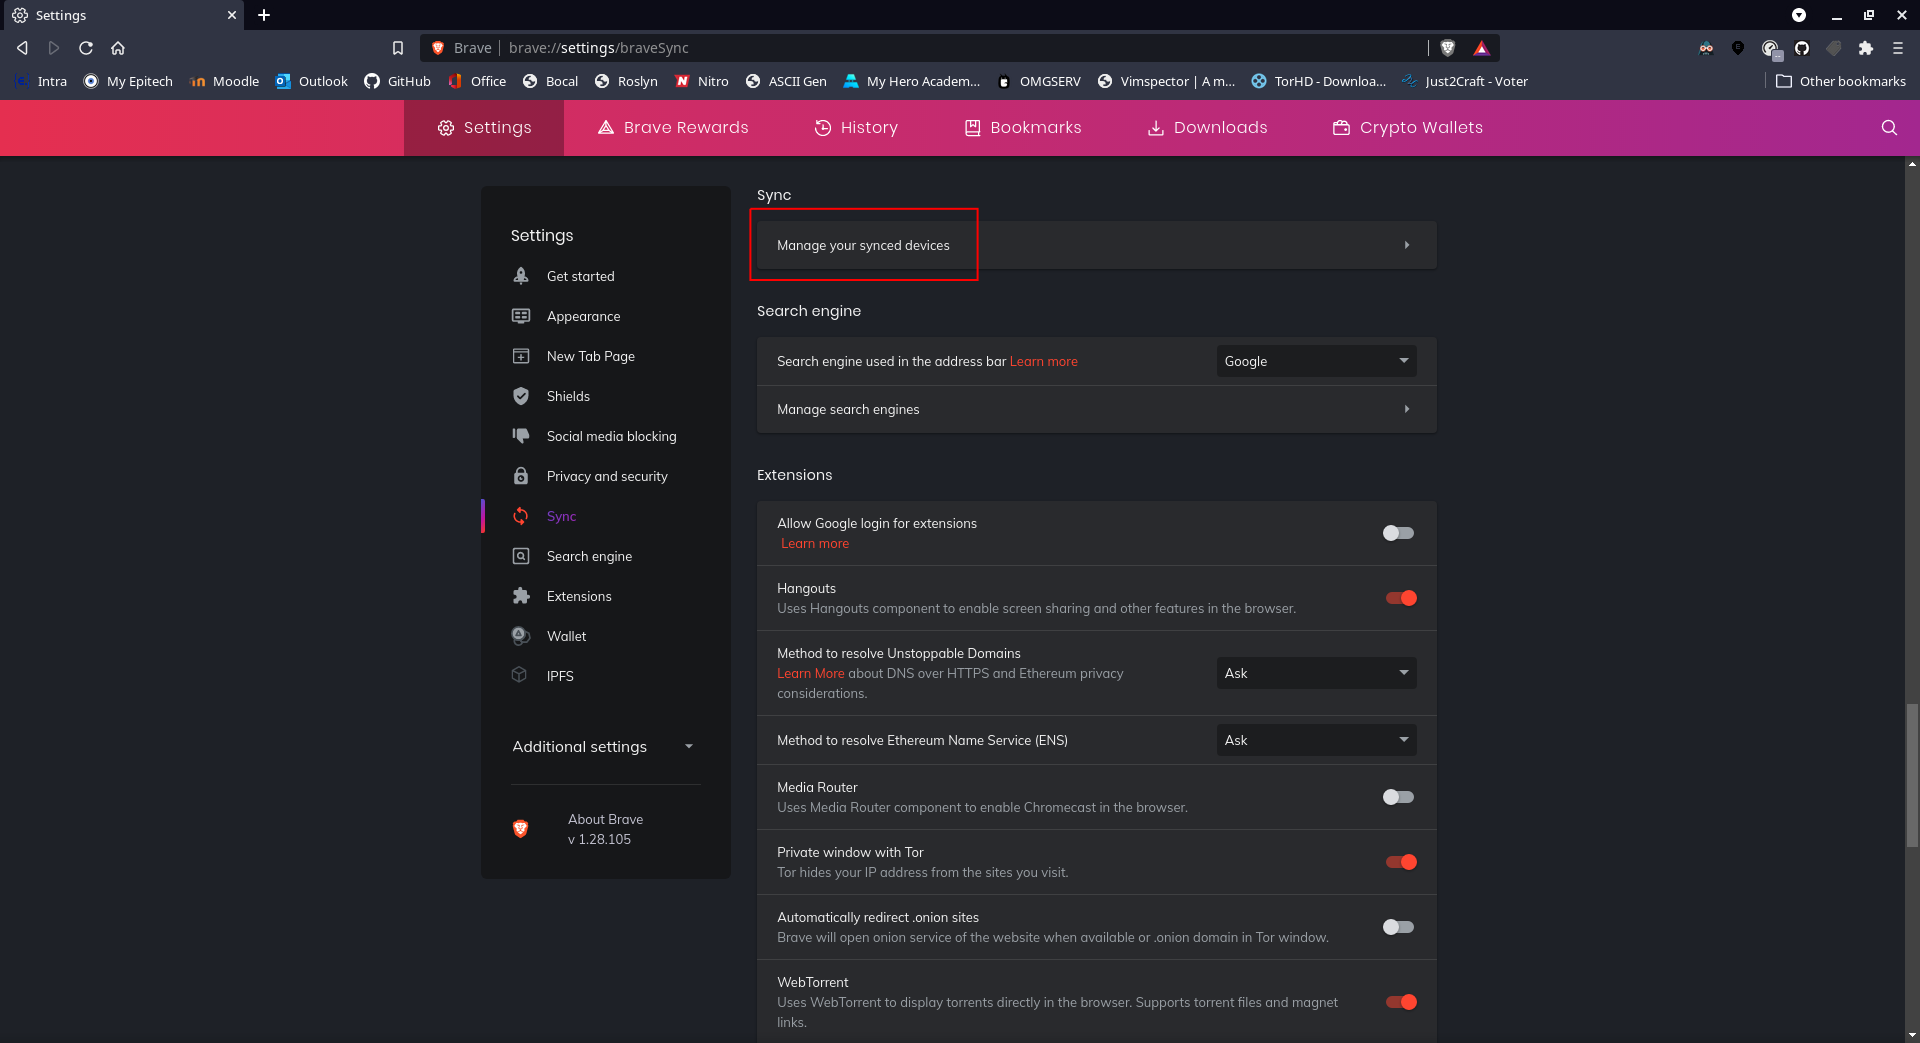 Settings
Brave | brave://settings/braveSync
Intra My Epitech Moodle Outlook GitHub Office Bocal Roslyn Nitro ASCII Gen My Hero Academ... OMGSERV Vimspector | A m... TorHD - Downloa... Just2Craft - Voter Other bookmarks
Settings Brave Rewards History Bookmarks Downloads Crypto Wallets
Settings
Get started
Appearance
New Tab Page
Shields
Social media blocking
Privacy and security
Sync
Search engine
Extensions
Wallet
IPFS
Additional settings
About Brave
v 1.28.105
Sync
Manage your synced devices
Search engine
Search engine used in the address bar Learn more Google
Manage search engines
Extensions
Allow Google login for extensions
Learn more
Hangouts
Uses Hangouts component to enable screen sharing and other features in the browser.
Method to resolve Unstoppable Domains
Learn More about DNS over HTTPS and Ethereum privacy
considerations.
Ask
Method to resolve Ethereum Name Service (ENS) Ask
Media Router
Uses Media Router component to enable Chromecast in the browser.
Private window with Tor
Tor hides your IP address from the sites you visit.
Automatically redirect .onion sites
Brave will open onion service of the website when available or .onion domain in Tor window.
WebTorrent
Uses WebTorrent to display torrents directly in the browser. Supports torrent files and magnet
links.